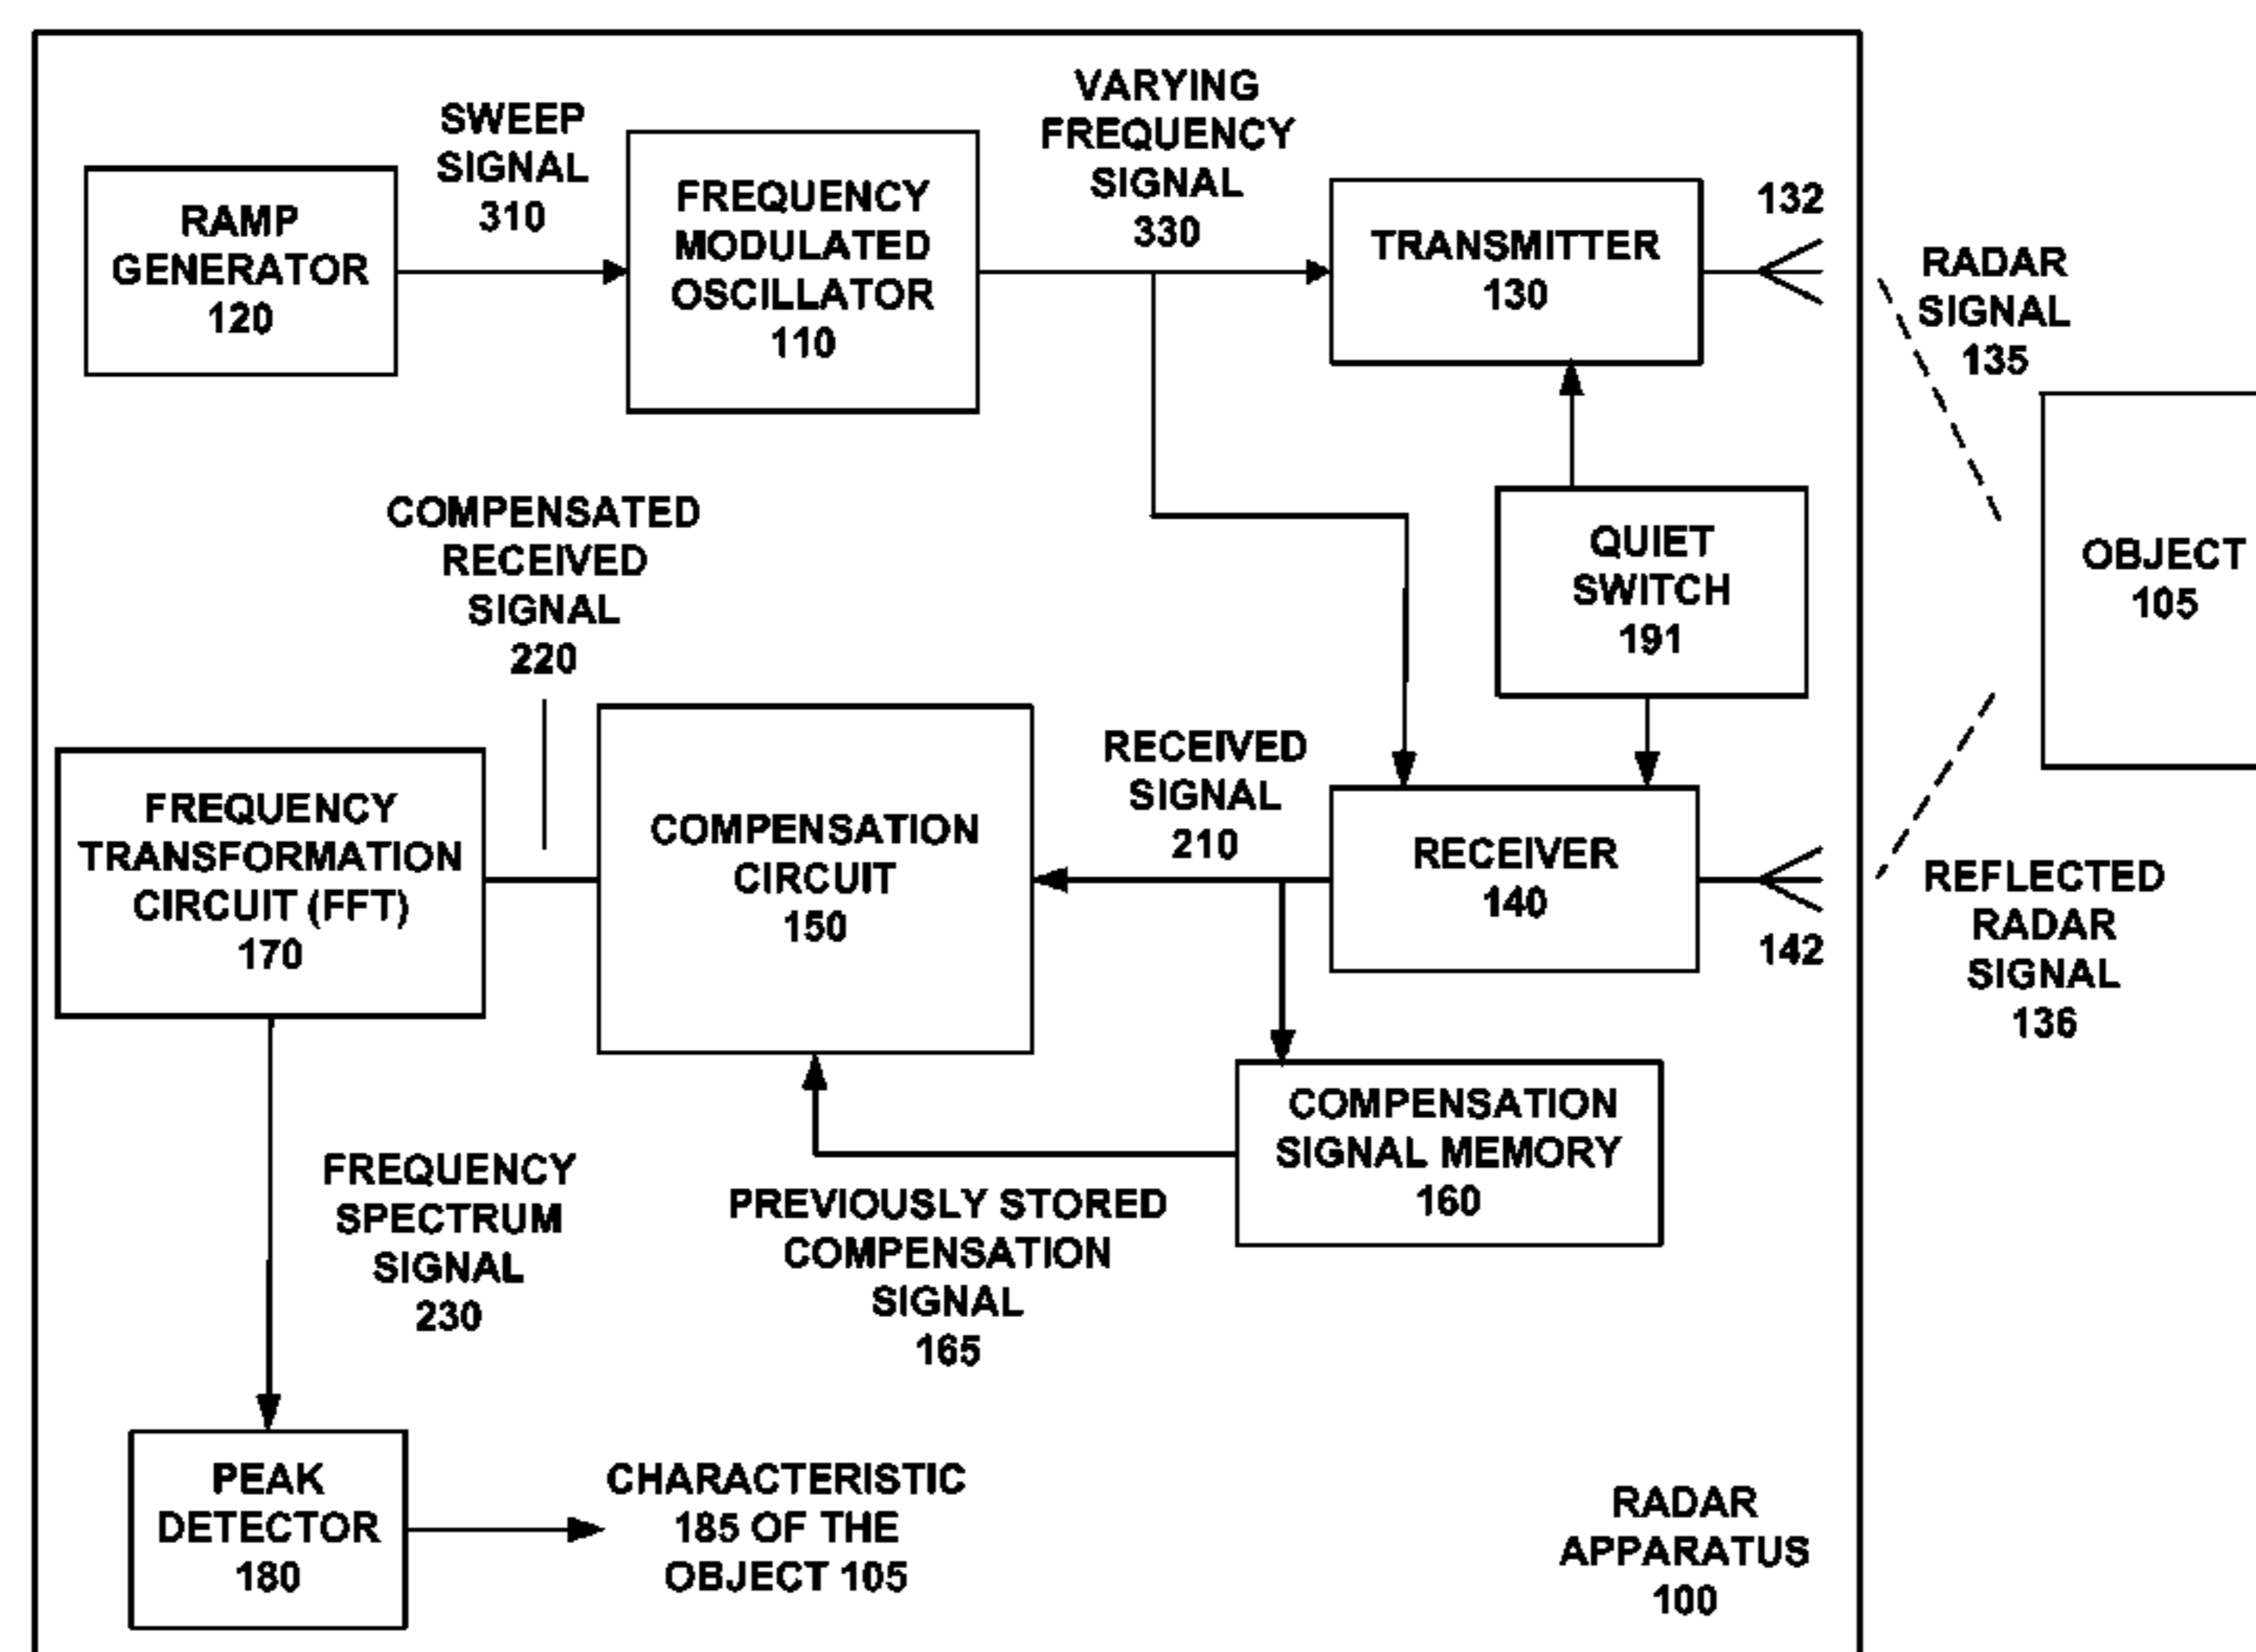 SWEEP
SIGNAL
310
VARYING
FREQUENCY
SIGNAL
330
RAMP
GENERATOR
120
FREQUENCY
MODULATED
OSCILLATOR
110
TRANSMITTER
130
132
RADAR
SIGNAL
135
COMPENSATED
RECEIVED
SIGNAL
220
QUIET
SWITCH
191
OBJECT
105
FREQUENCY
TRANSFORMATION
CIRCUIT (FFT)
170
COMPENSATION
CIRCUIT
150
RECEIVED
SIGNAL
210
RECEIVER
140
142
REFLECTED
RADAR
SIGNAL
136
COMPENSATION
SIGNAL MEMORY
160
FREQUENCY
SPECTRUM
SIGNAL
230
PREVIOUSLY STORED
COMPENSATION
SIGNAL
165
PEAK
DETECTOR
180
CHARACTERISTIC
185 OF THE
OBJECT 105
RADAR
APPARATUS
100